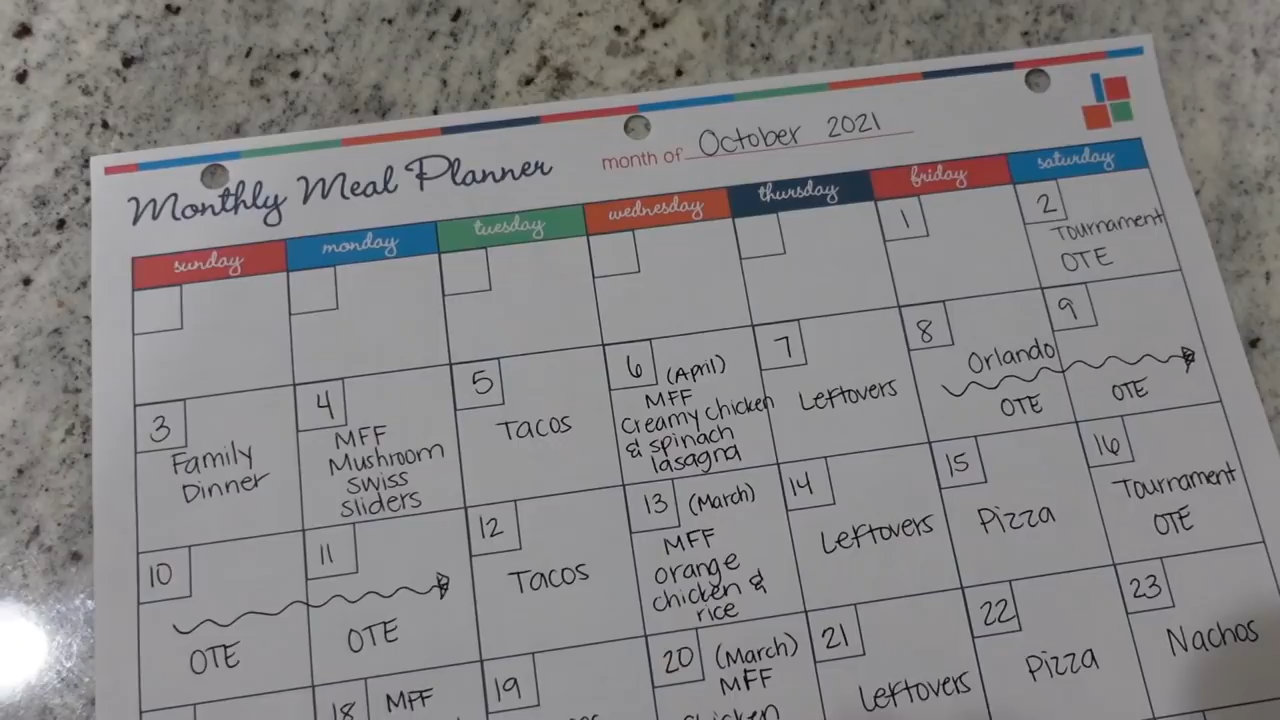 Monthly Meal Planner
month of October 2021
sunday monday tuesday wednesday thursday friday saturday
1
2
Tournament
OTE
3
Family
Dinner
4
MFF
Mushroom
swiss
sliders
5
Tacos
6 (April)
MFF
creamy chicken
& spinach
lasagna
7
Leftovers
8
Orlando
OTE
9
OTE
10
OTE
11
OTE
12
Tacos
13 (March)
MFF
orange
chicken &
rice
14
Leftovers
15
Pizza
16
Tournament
OTE
18 MFF
19
20 (March)
MFF
chicken
21
Leftovers
22
Pizza
23
Nachos